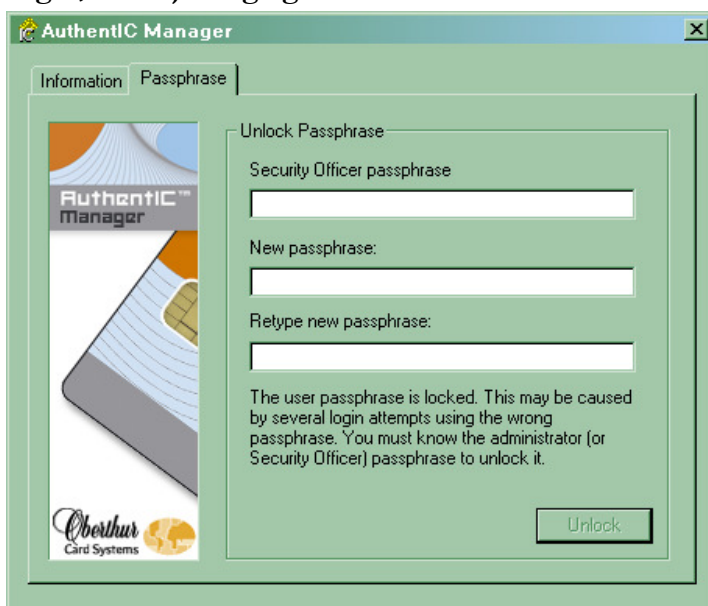 AuthentIC Manager
Information
Passphrase
Unlock Passphrase
Security Officer passphrase
AuthentIC™
Manager
New passphrase:
Retype new passphrase:
The user passphrase is locked. This may be caused
by several login attempts using the wrong
passphrase. You must know the administrator (or
Security Officer) passphrase to unlock it.
Oberthur
Card Systems
Unlock